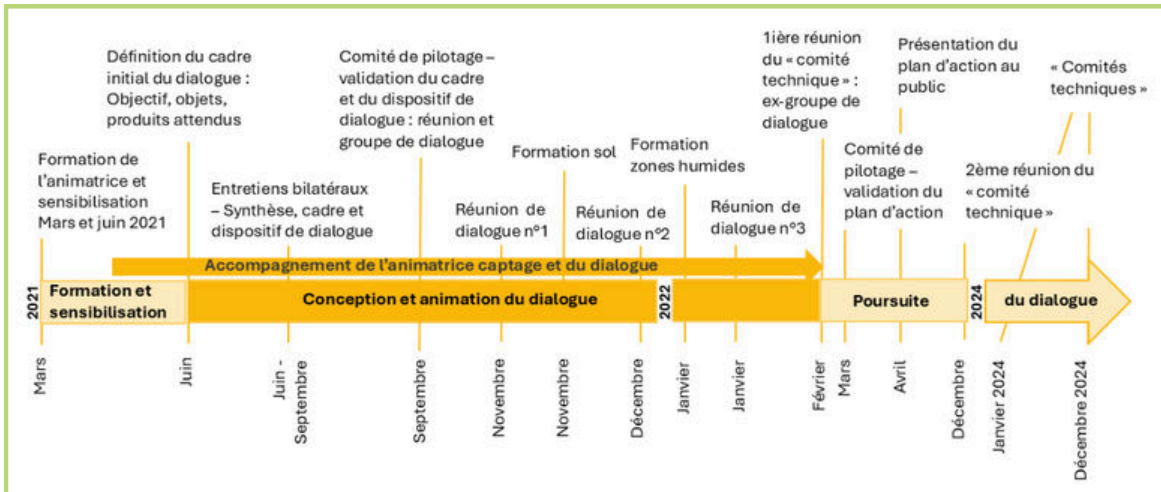 Définition du cadre
initial du dialogue :
Objectif, objets,
produits attendus
Comité de pilotage –
validation du cadre
et du dispositif de
dialogue : réunion et
groupe de dialogue
1ière réunion
du « comité
technique » :
ex-groupe de
dialogue
Présentation du
plan d'action au
public
« Comités
techniques »
Formation de
l'animatrice et
sensibilisation
Mars et juin 2021
Entretiens bilatéraux
– Synthèse, cadre et
dispositif de dialogue
Réunion de
dialogue n°1
Formation sol
Réunion de
dialogue n°2
Formation
zones humides
Réunion de
dialogue n°3
Comité de
pilotage –
validation du
plan d'action
2ème réunion du
« comité
technique »
Accompagnement de l'animatrice captage et du dialogue
2021
Formation et
sensibilisation
Conception et animation du dialogue
2022
Poursuite
2024
du dialogue
Mars
Juin
Juin -
Septembre
Septembre
Novembre
Novembre
Décembre
Janvier
Janvier
Février
Mars
Avril
Décembre
Janvier 2024
Décembre 2024